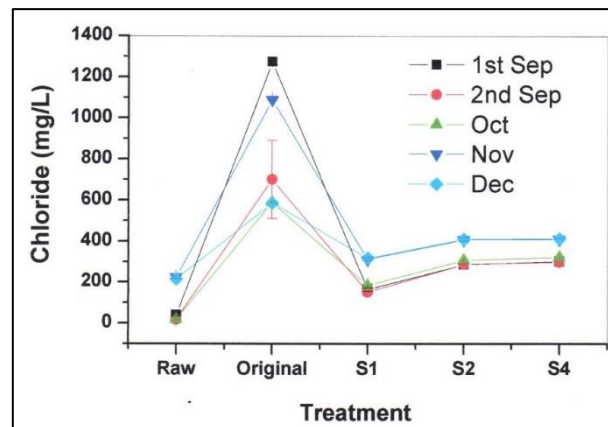 1400
1200
1000
800
600
400
200
0
Chloride (mg/L)
1st Sep
2nd Sep
Oct
Nov
Dec
Raw Original S1 S2 S4
Treatment